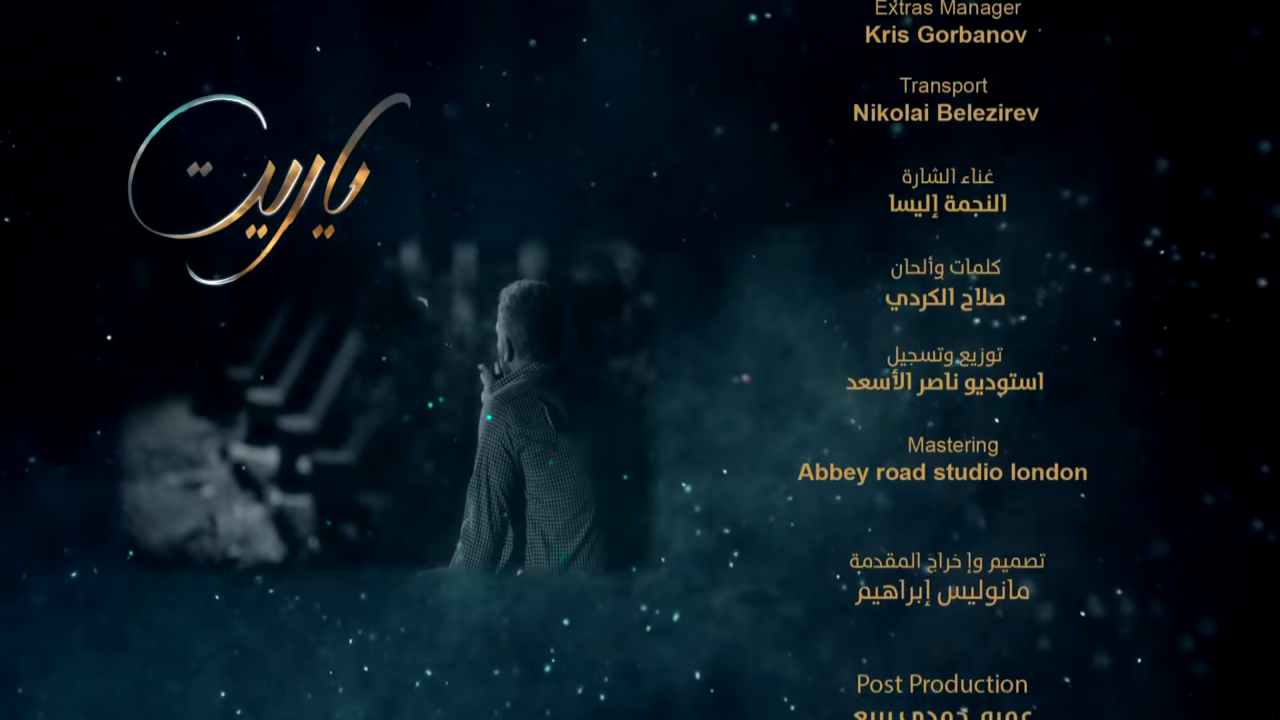 ياريت
Extras Manager
Kris Gorbanov
Transport
Nikolai Belezirev
غناء الشارة
النجمة إليسا
كلمات وألحان
صلاح الكردي
توزيع وتسجيل
استوديو ناصر الأسعد
Mastering
Abbey road studio london
تصميم وإخراج المقدمة
مانوليس إبراهيم
Post Production